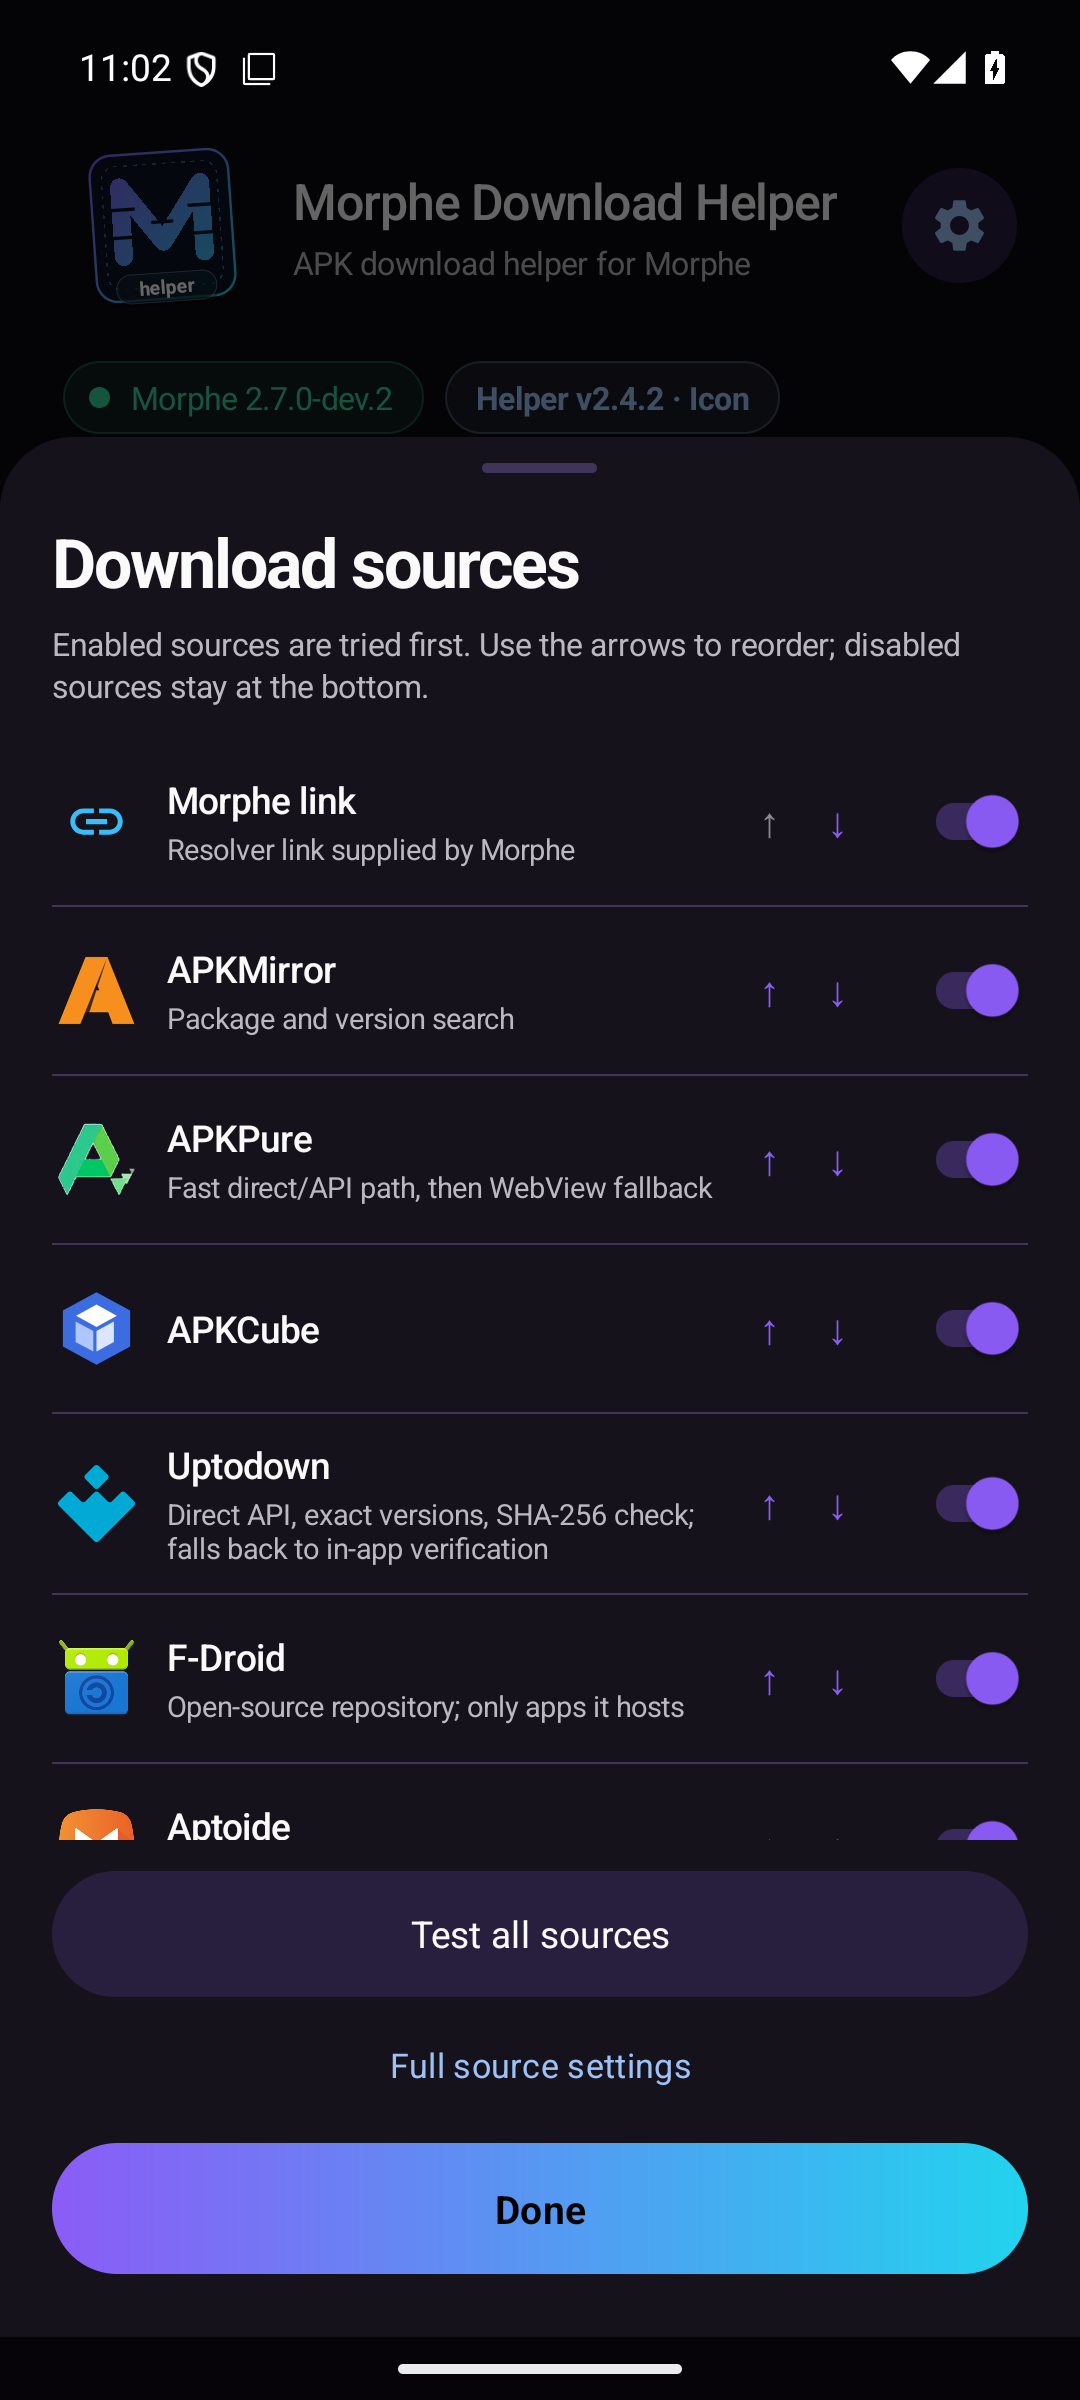 11:02
Morphe Download Helper
APK download helper for Morphe
helper
Morphe 2.7.0-dev.2
Helper v2.4.2 · Icon
Download sources
Enabled sources are tried first. Use the arrows to reorder; disabled
sources stay at the bottom.
Morphe link
Resolver link supplied by Morphe
↑ ↓
APKMirror
Package and version search
↑ ↓
APKPure
Fast direct/API path, then WebView fallback
↑ ↓
APKCube
↑ ↓
Uptodown
Direct API, exact versions, SHA-256 check;
falls back to in-app verification
↑ ↓
F-Droid
Open-source repository; only apps it hosts
↑ ↓
Aptoide
Test all sources
Full source settings
Done